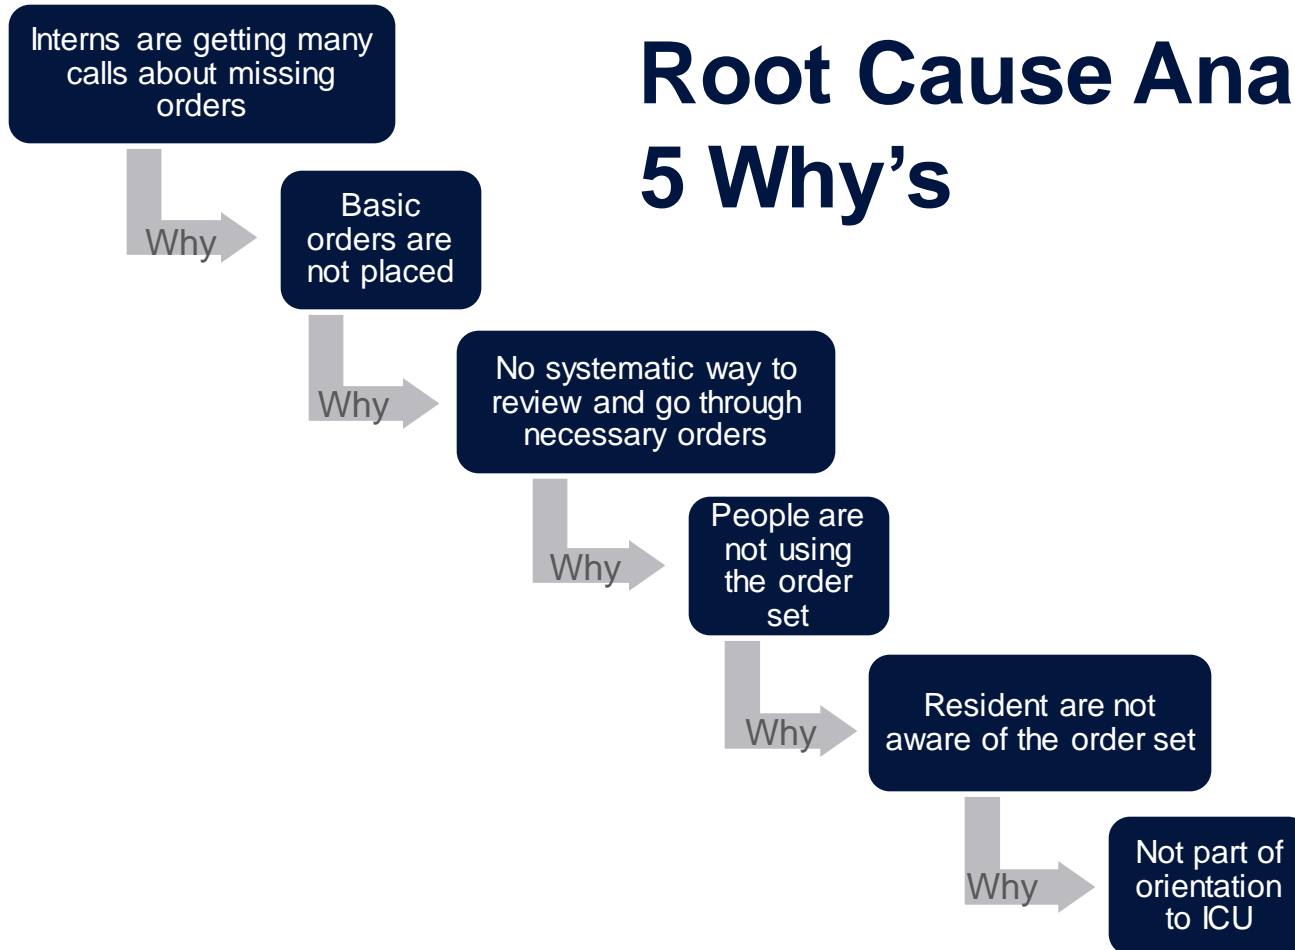 Interns are getting many
calls about missing
orders
Root Cause Ana
5 Why's
Why
Basic
orders are
not placed
Why
No systematic way to
review and go through
necessary orders
Why
People are
not using
the order
set
Why
Resident are not
aware of the order set
Why
Not part of
orientation
to ICU